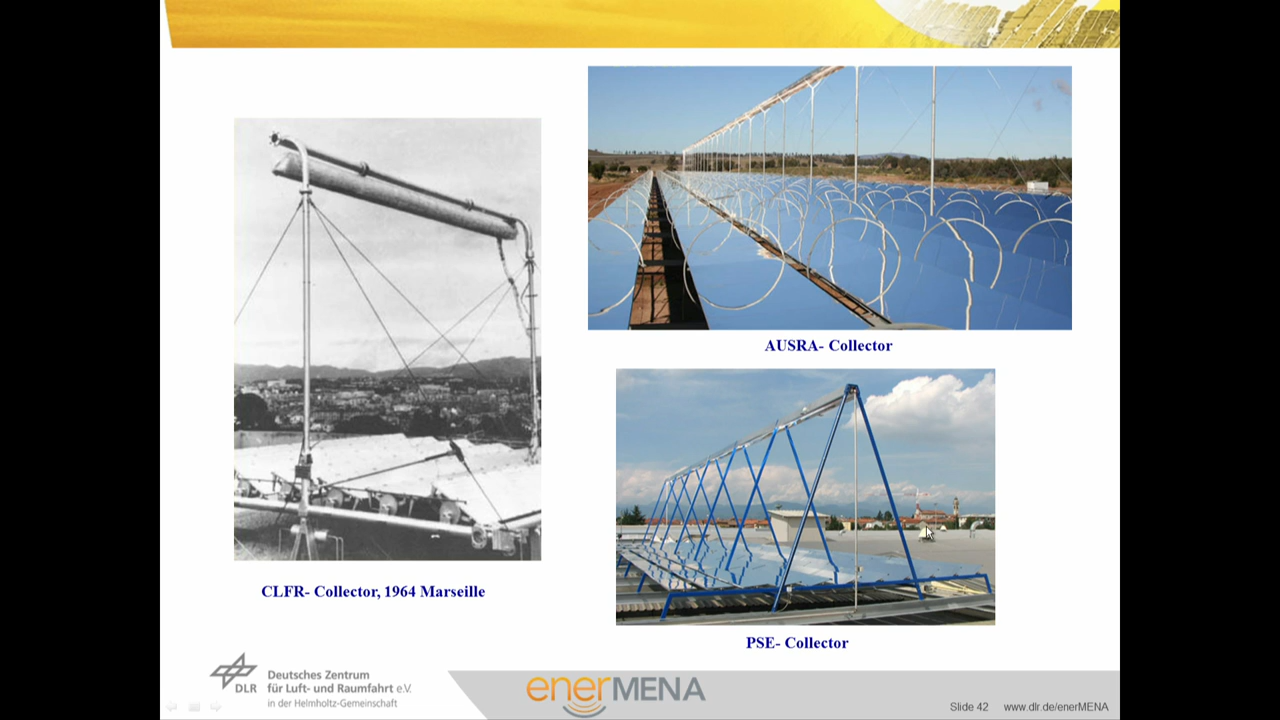 AUSRA- Collector
CLFR- Collector, 1964 Marseille
PSE- Collector
DLR
Deutsches Zentrum
für Luft- und Raumfahrt e.V.
in der Helmholtz-Gemeinschaft
enerMENA
Slide 42
www.dlr.de/enerMENA